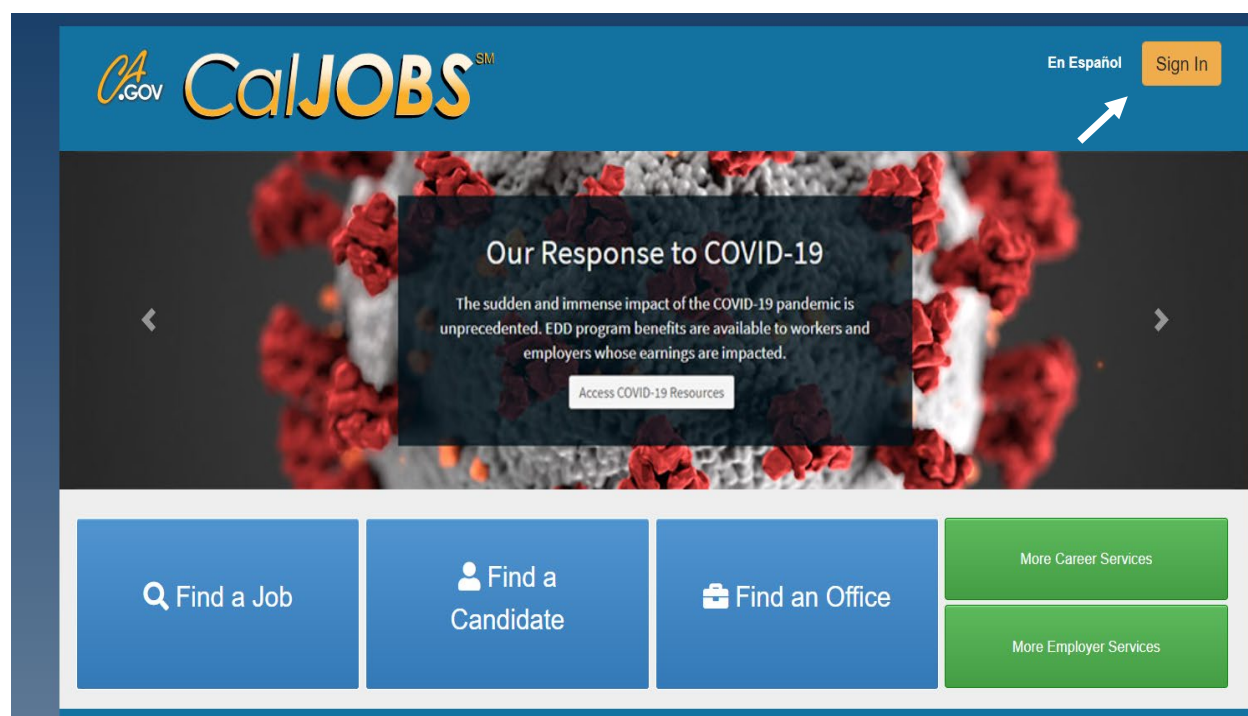 CA
.GOV
CalJOBS SM
En Español
Sign In
Our Response to COVID-19
The sudden and immense impact of the COVID-19 pandemic is
unprecedented. EDD program benefits are available to workers and
employers whose earnings are impacted.
Access COVID-19 Resources
Find a Job
Find a
Candidate
Find an Office
More Career Services
More Employer Services